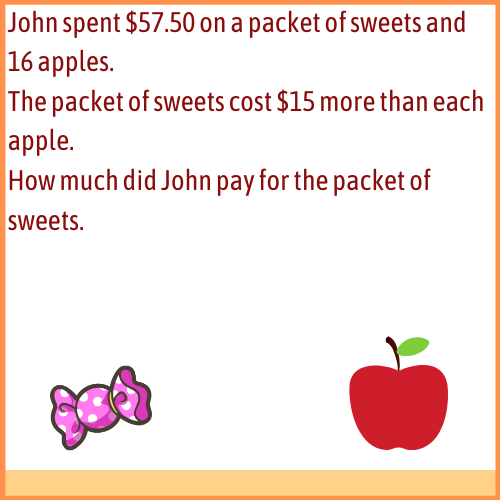 John spent $57.50 on a packet of sweets and
16 apples.
The packet of sweets cost $15 more than each
apple.
How much did John pay for the packet of
sweets.